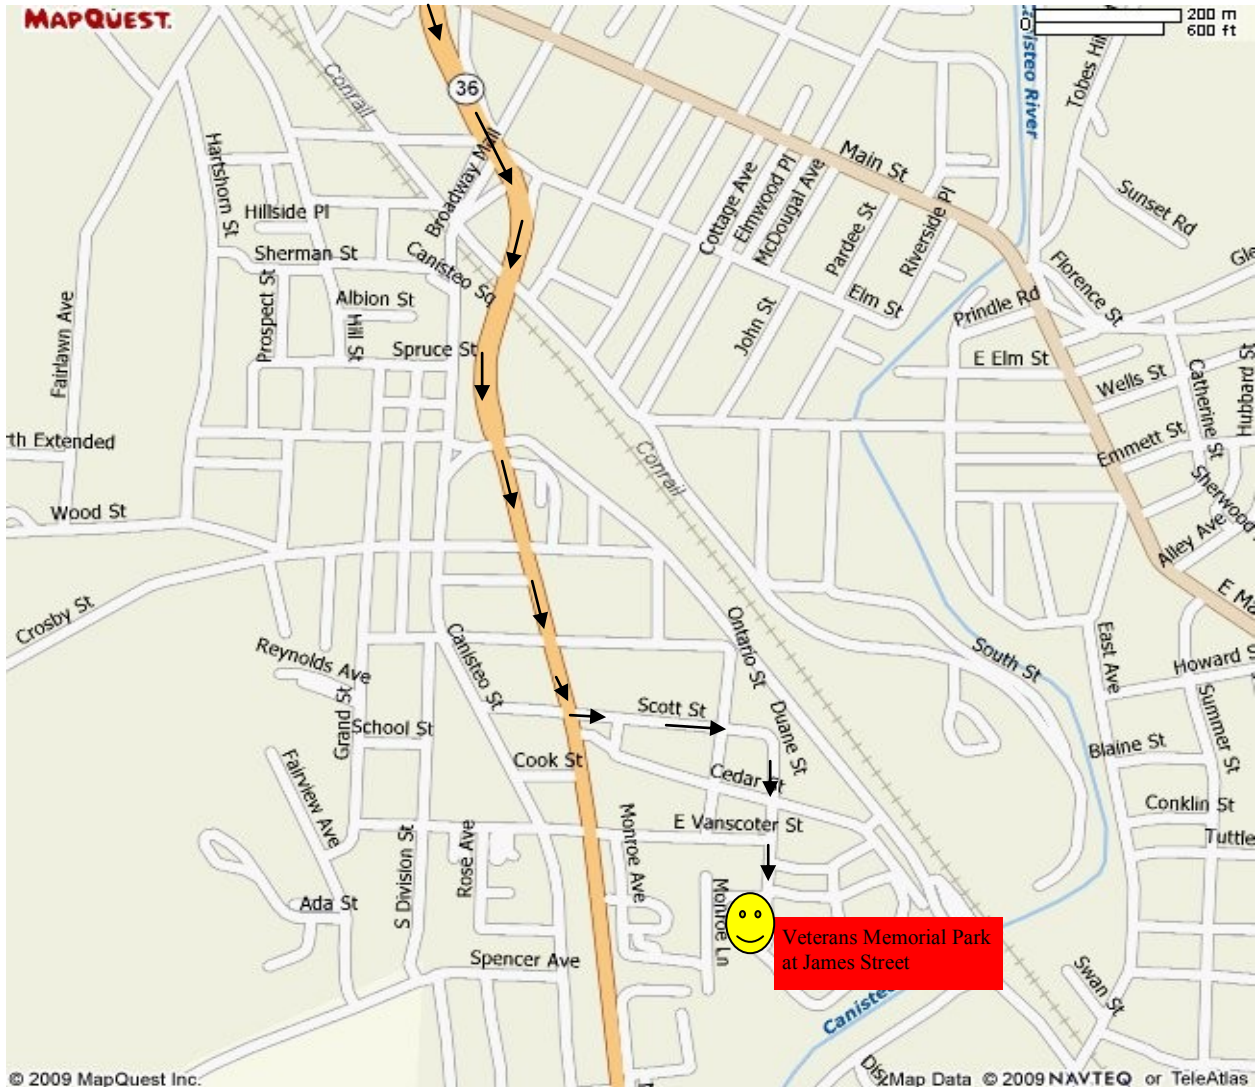 MAPQUEST.
0
200 m
600 ft
Canisteo River
Tobes Hill
36
Conrail
Hartshorn St
Broadway Mall
Main St
Cottage Ave
Elmwood Pl
McDougal Ave
Pardee St
Riverside Pl
Sunset Rd
Hillside Pl
Sherman St
Canisteo Sq
Prospect St
Albion St
Hill St
Spruce St
Fairlawn Ave
John St
Elm St
Prindle Rd
Florence St
Gle
E Elm St
Wells St
Catherine St
Hubbard St
Emmett St
Sherwood
Alley Ave
E Ma
rth Extended
Wood St
Conrail
Crosby St
Reynolds Ave
Canisteo St
Ontario St
Duane St
South St
East Ave
Howard S
Summer St
Grand St
School St
Scott St
Cook St
Cedar St
Blaine St
Conklin St
Tuttle
Fairview Ave
Ada St
S Division St
Rose Ave
Monroe Ave
E Vanscoter St
Monroe Ln
Spencer Ave
Veterans Memorial Park
at James Street
Canisteo
Swan St
© 2009 MapQuest Inc.
Map Data © 2009 NAVTEQ or TeleAtlas